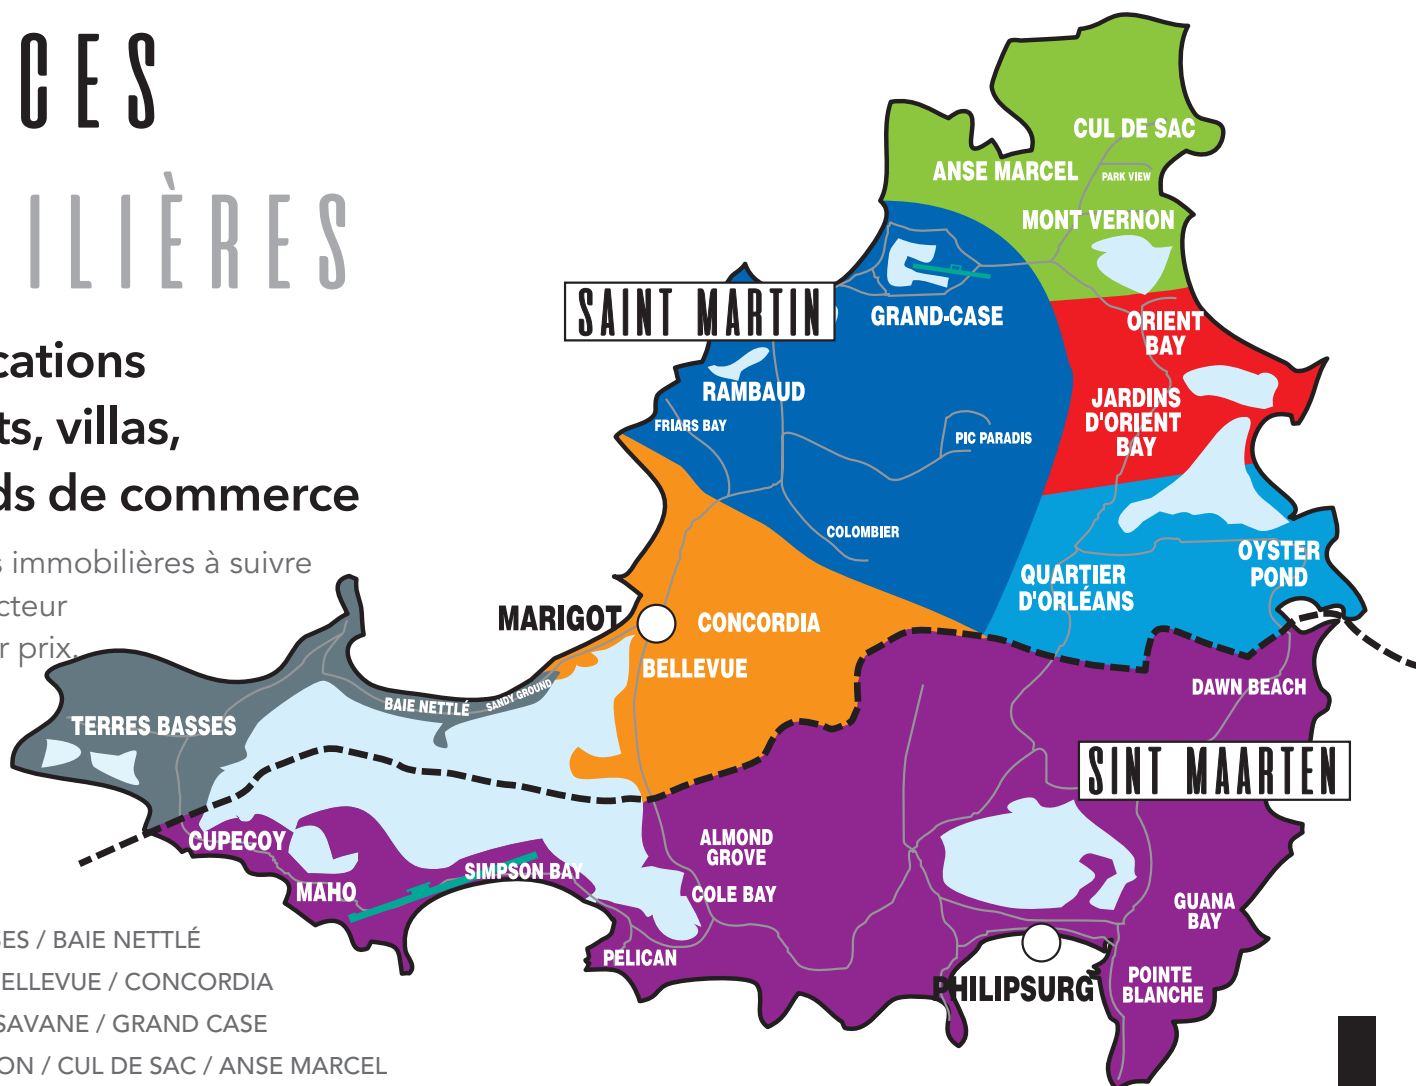 CES
ILIÈRES
cations
ts, villas,
ds de commerce
s immobilières à suivre
cteur
r prix.
CUL DE SAC
ANSE MARCEL
PARK VIEW
MONT VERNON
SAINT MARTIN
GRAND-CASE
ORIENT
BAY
RAMBAUD
JARDINS
D'ORIENT
BAY
FRIARS BAY
PIC PARADIS
COLOMBIER
OYSTER
POND
QUARTIER
D'ORLÉANS
MARIGOT
CONCORDIA
BELLEVUE
DAWN BEACH
SANDY GROUND
BAIE NETTLÉ
TERRES BASSES
SINT MAARTEN
CUPECOY
ALMOND
GROVE
SIMPSON BAY
MAHO
COLE BAY
GUANA
BAY
PELICAN
PHILIPSURG
POINTE
BLANCHE
SES / BAIE NETTLÉ
ELLEVUE / CONCORDIA
SAVANE / GRAND CASE
ON / CUL DE SAC / ANSE MARCEL